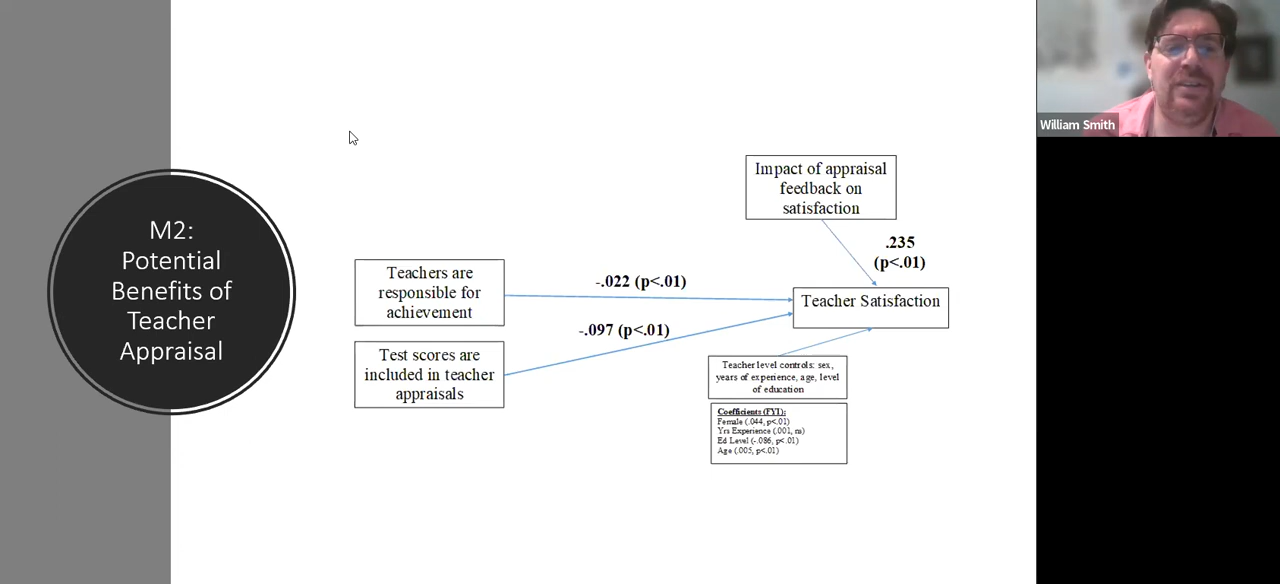 M2:
Potential
Benefits of
Teacher
Appraisal
Teachers are
responsible for
achievement
Test scores are
included in teacher
appraisals
-.022 (p<.01)
-.097 (p<.01)
Impact of appraisal
feedback on
satisfaction
.235
(p<.01)
Teacher Satisfaction
Teacher level controls: sex,
years of experience, age, level
of education
Coefficients (FYI):
Female (.044, p<.01)
Yrs Experience (.001, ns)
Ed Level (-.086, p<.01)
Age (.005, p<.01)
William Smith